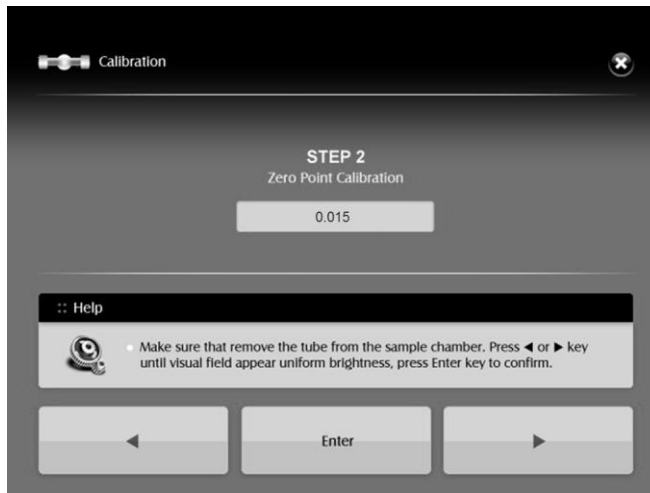 Calibration
STEP 2
Zero Point Calibration
0.015
:: Help
Make sure that remove the tube from the sample chamber. Press ◄ or ► key
until visual field appear uniform brightness, press Enter key to confirm.
◄ Enter ►